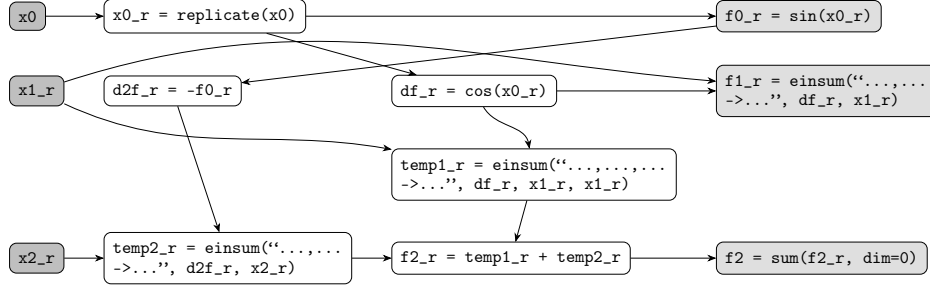 x0
x0_r = replicate(x0)
f0_r = sin(x0_r)
x1_r
d2f_r = -f0_r
df_r = cos(x0_r)
f1_r = einsum(“...,...
->...”, df_r, x1_r)
temp1_r = einsum(“...,...,...
->...”, df_r, x1_r, x1_r)
x2_r
temp2_r = einsum(“...,...
->...”, d2f_r, x2_r)
f2_r = temp1_r + temp2_r
f2 = sum(f2_r, dim=0)